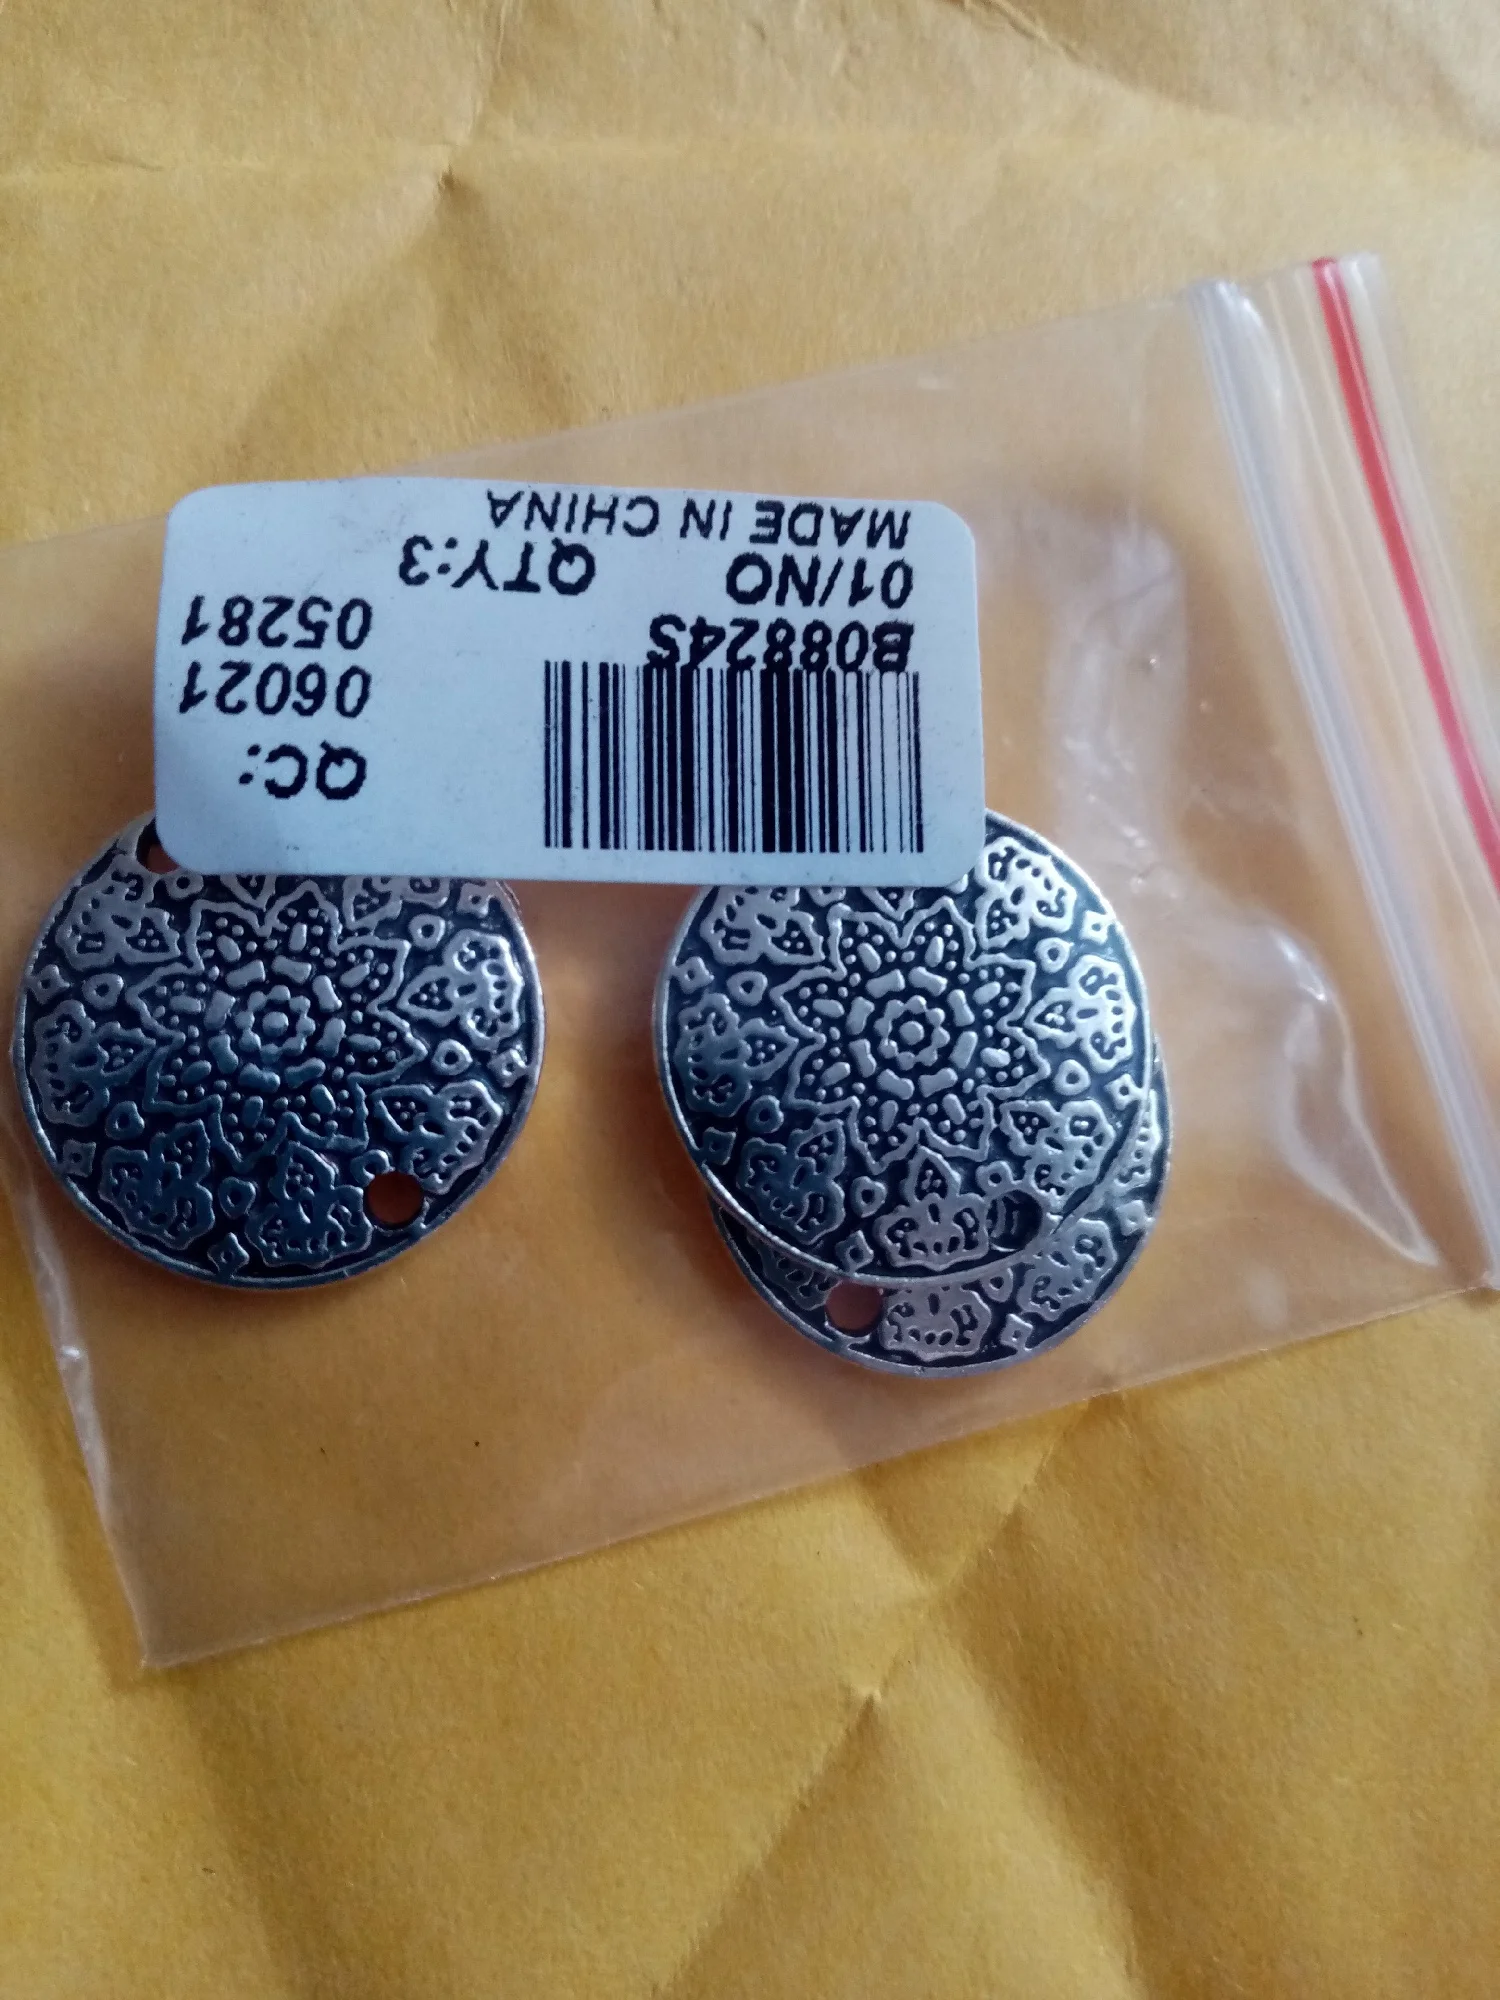 B08824S
01/NO QTY:3
MADE IN CHINA
QC:
06021
05281